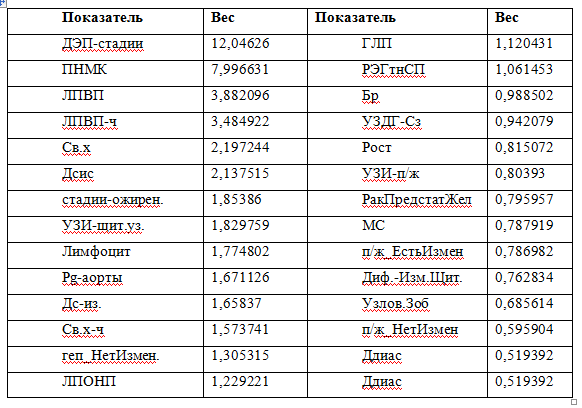 Показатель Вес Показатель Вес
ДЭП-стадии 12,04626 ГЛП 1,120431
ПНМК 7,996631 РЭГтнСП 1,061453
ЛПВП 3,882096 Бр 0,988502
ЛПВП-ч 3,484922 УЗДГ-Сз 0,942079
Св.х 2,197244 Рост 0,815072
Дсис 2,137515 УЗИ-п/ж 0,80393
стадии-ожирен. 1,85386 РакПредстатЖел 0,795957
УЗИ-щит.уз. 1,829759 МС 0,787919
Лимфоцит 1,774802 п/ж_ЕстьИзмен 0,786982
Рg-аорты 1,671126 Диф.-Изм.Щит. 0,762834
Дс-из. 1,65837 Узлов.Зоб 0,685614
Св.х-ч 1,573741 п/ж_НетИзмен 0,595904
геп_НетИзмен. 1,305315 Ддиас 0,519392
ЛПОНП 1,229221 Ддиас 0,519392